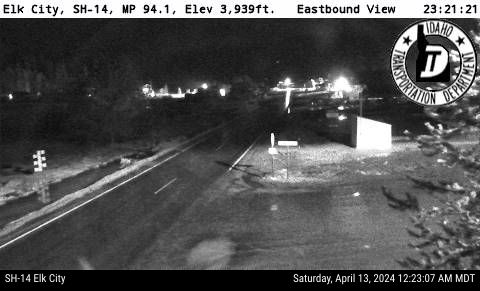 Elk City, SH-14, MP 94.1, Elev 3,939ft.   Eastbound View   23:21:21
IDAHO
TRANSPORTATION DEPARTMENT
SH-14 Elk City
Saturday, April 13, 2024 12:23:07 AM MDT